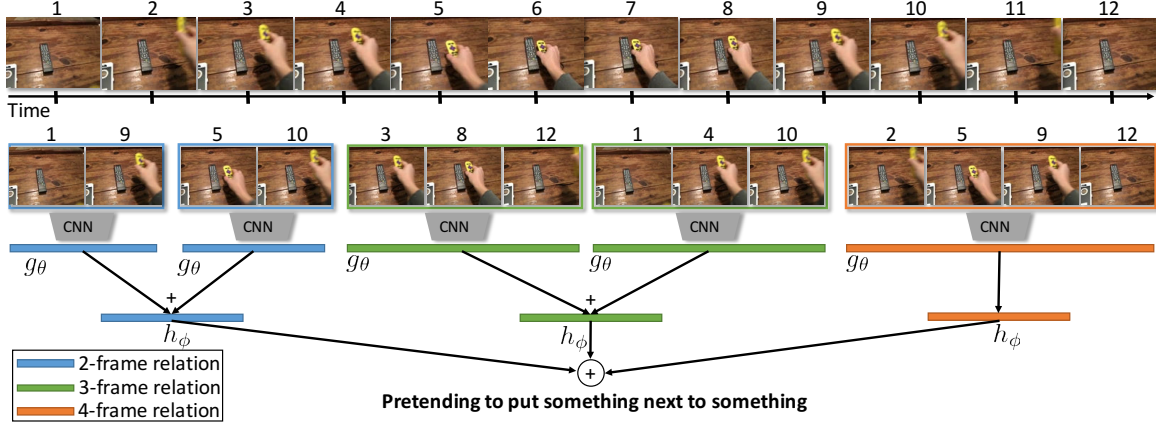 1 2 3 4 5 6 7 8 9 10 11 12
Time
1 9 5 10 3 8 12 1 4 10 2 5 9 12
CNN CNN CNN CNN CNN
gθ gθ gθ gθ gθ
+ +
hϕ hϕ hϕ
+
2-frame relation
3-frame relation
4-frame relation
Pretending to put something next to something